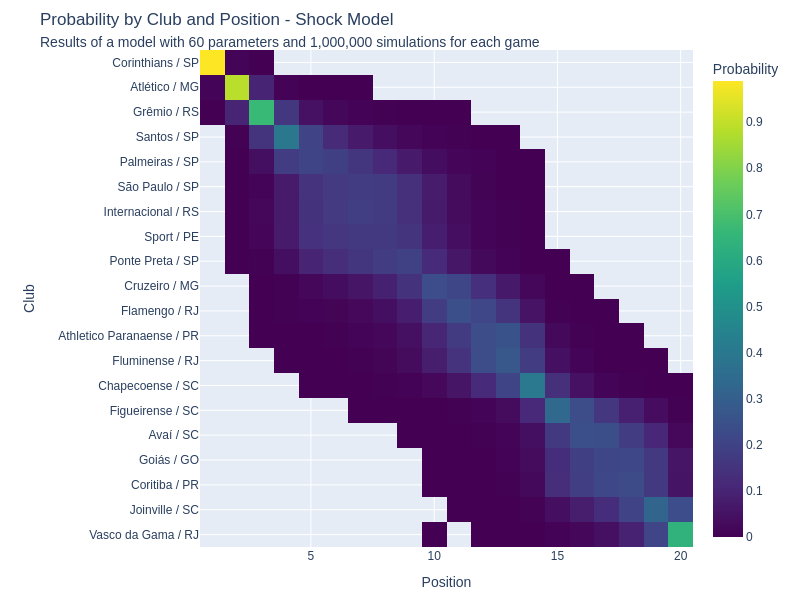 Probability by Club and Position - Shock Model
Results of a model with 60 parameters and 1,000,000 simulations for each game
Probability
Corinthians / SP
Atlético / MG
Grêmio / RS
Santos / SP
Palmeiras / SP
São Paulo / SP
Internacional / RS
Sport / PE
Ponte Preta / SP
Cruzeiro / MG
Flamengo / RJ
Athletico Paranaense / PR
Fluminense / RJ
Chapecoense / SC
Figueirense / SC
Avaí / SC
Goiás / GO
Coritiba / PR
Joinville / SC
Vasco da Gama / RJ
Club
5
10
15
20
Position
0.9
0.8
0.7
0.6
0.5
0.4
0.3
0.2
0.1
0